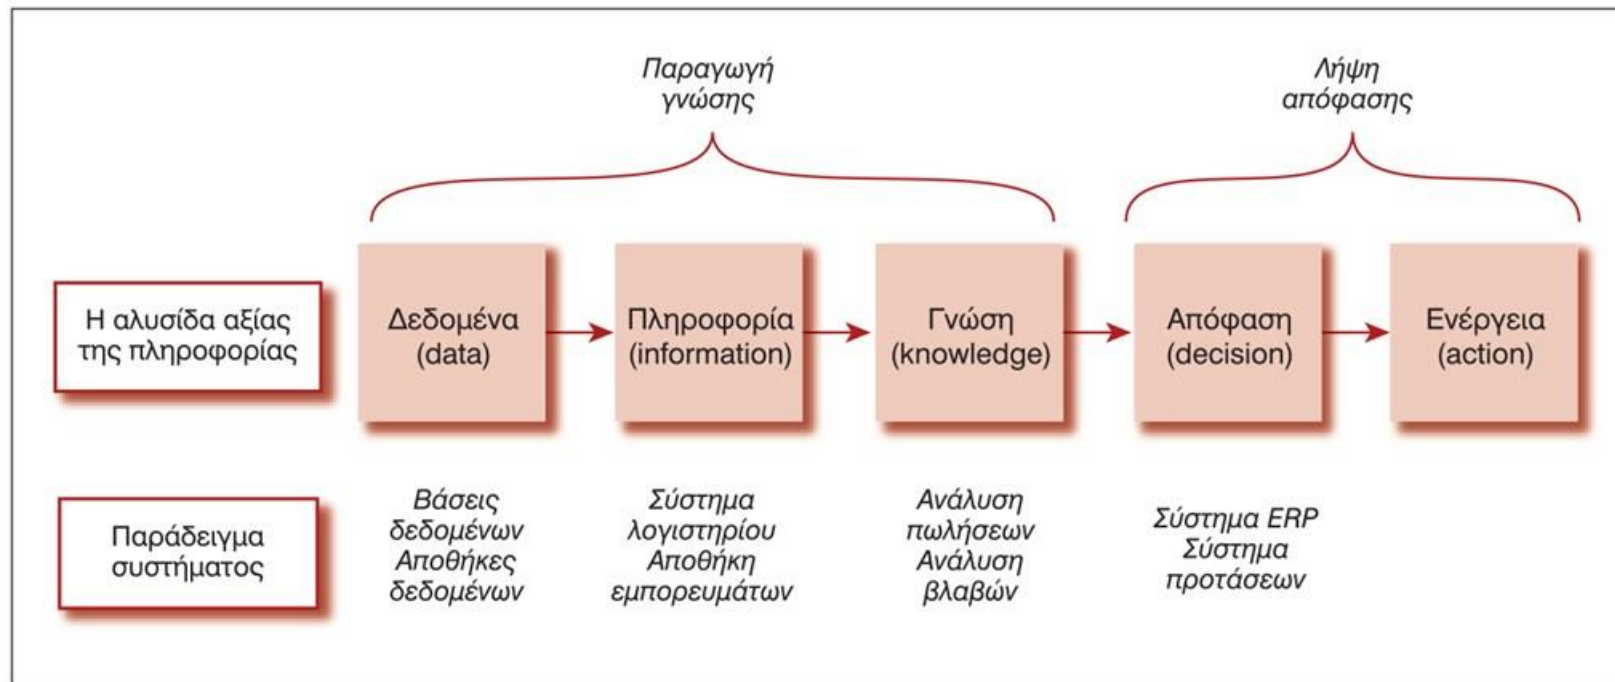 Παραγωγή
γνώσης
Λήψη
απόφασης
Η αλυσίδα αξίας
της πληροφορίας
Δεδομένα
(data)
Πληροφορία
(information)
Γνώση
(knowledge)
Απόφαση
(decision)
Ενέργεια
(action)
Παράδειγμα
συστήματος
Βάσεις
δεδομένων
Αποθήκες
δεδομένων
Σύστημα
λογιστηρίου
Αποθήκη
εμπορευμάτων
Ανάλυση
πωλήσεων
Ανάλυση
βλαβών
Σύστημα ERP
Σύστημα
προτάσεων